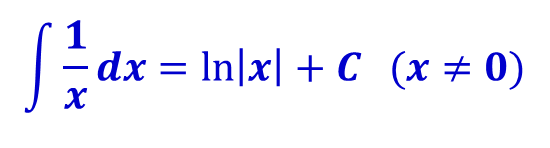 ∫ 1/x dx = ln|x| + C (x ≠ 0)